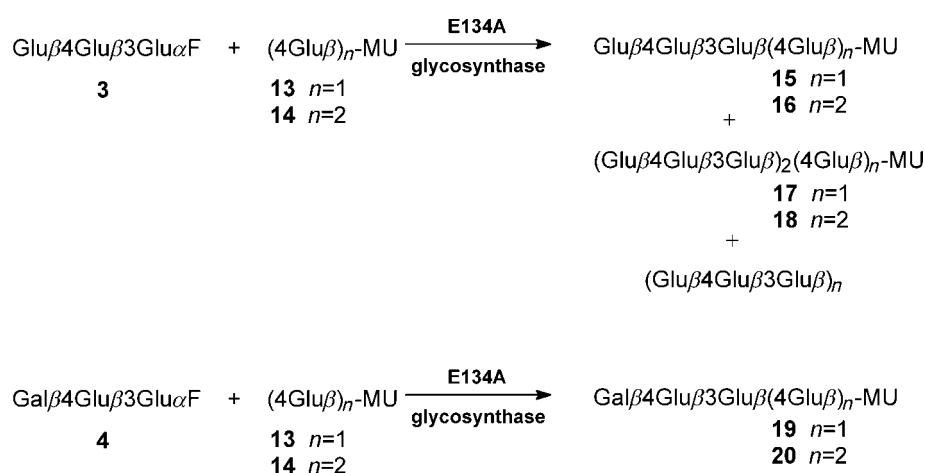 Gluβ4Gluβ3GluαF + (4Gluβ)n-MU E134A glycosynthase Gluβ4Gluβ3Gluβ(4Gluβ)n-MU
3 13 n=1 15 n=1
14 n=2 16 n=2
+
(Gluβ4Gluβ3Gluβ)2(4Gluβ)n-MU
17 n=1
18 n=2
+
(Gluβ4Gluβ3Gluβ)n
Galβ4Gluβ3GluαF + (4Gluβ)n-MU E134A glycosynthase Galβ4Gluβ3Gluβ(4Gluβ)n-MU
4 13 n=1 19 n=1
14 n=2 20 n=2